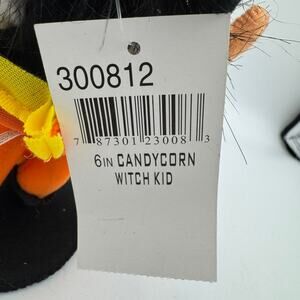 300812
7 87301 23008 3
6IN CANDYCORN
WITCH KID